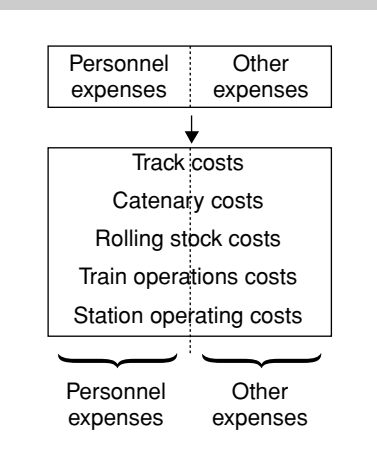 Personnel
expenses
Other
expenses
Track costs
Catenary costs
Rolling stock costs
Train operations costs
Station operating costs
Personnel
expenses
Other
expenses